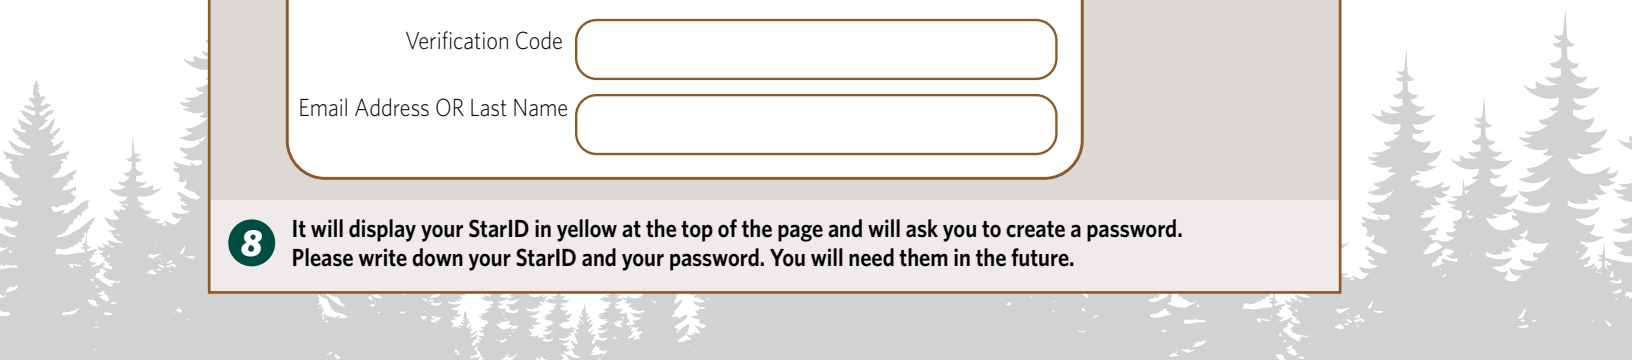 Verification Code
Email Address OR Last Name
8
It will display your StarID in yellow at the top of the page and will ask you to create a password.
Please write down your StarID and your password. You will need them in the future.